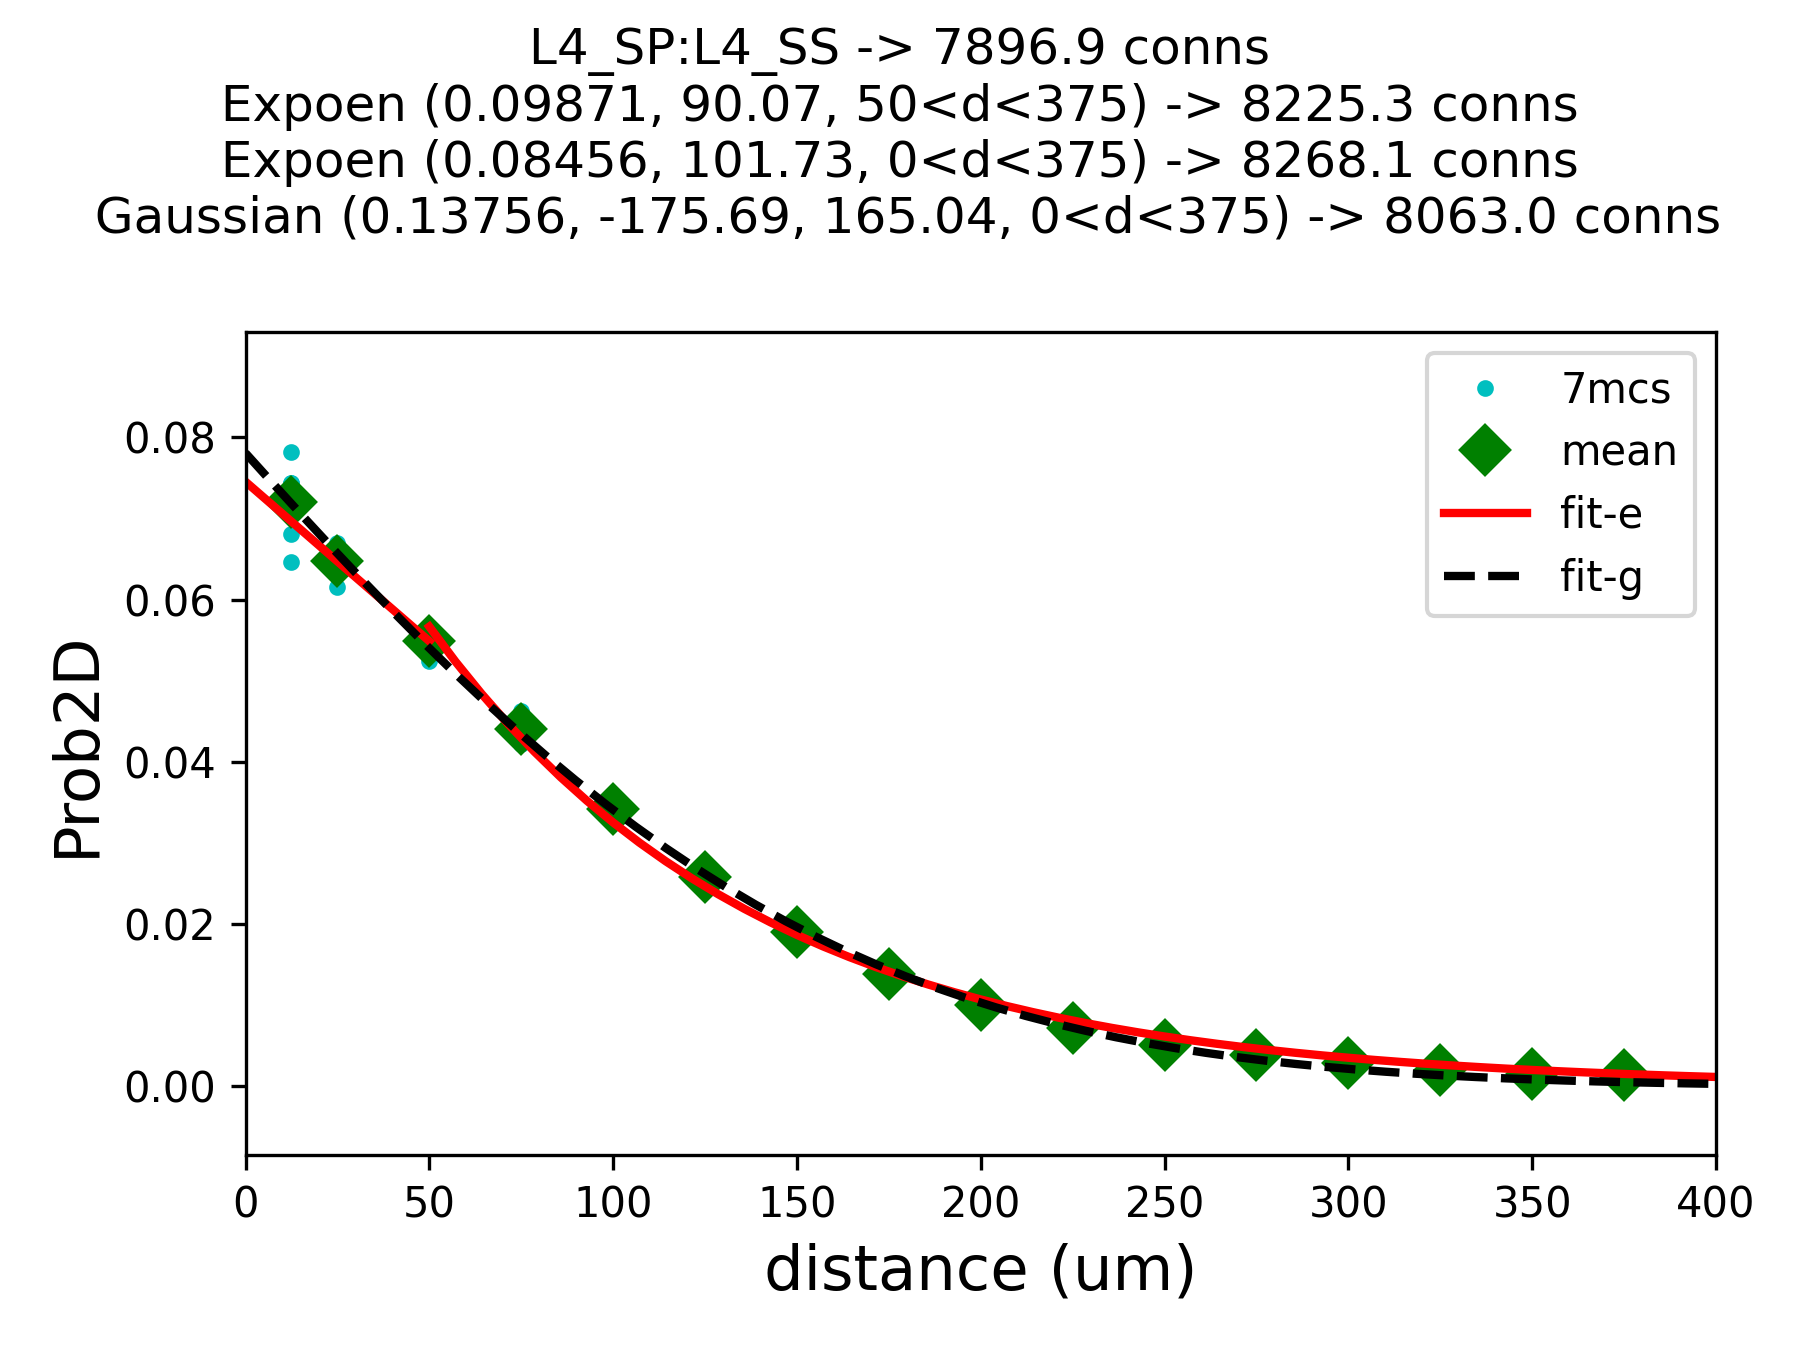 L4_SP:L4_SS -> 7896.9 conns
Expoen (0.09871, 90.07, 50<d<375) -> 8225.3 conns
Expoen (0.08456, 101.73, 0<d<375) -> 8268.1 conns
Gaussian (0.13756, -175.69, 165.04, 0<d<375) -> 8063.0 conns
7mcs
mean
fit-e
fit-g
Prob2D
0.08
0.06
0.04
0.02
0.00
0 50 100 150 200 250 300 350 400
distance (um)